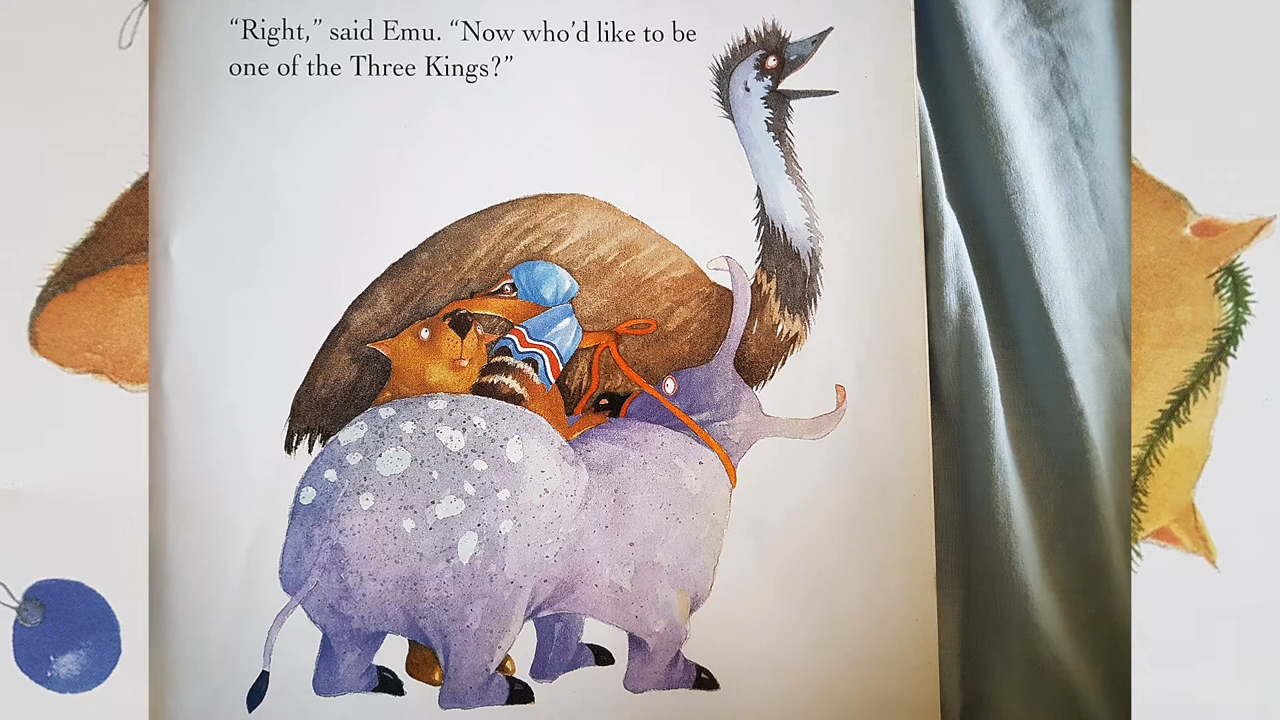 “Right,” said Emu. “Now who’d like to be
one of the Three Kings?”